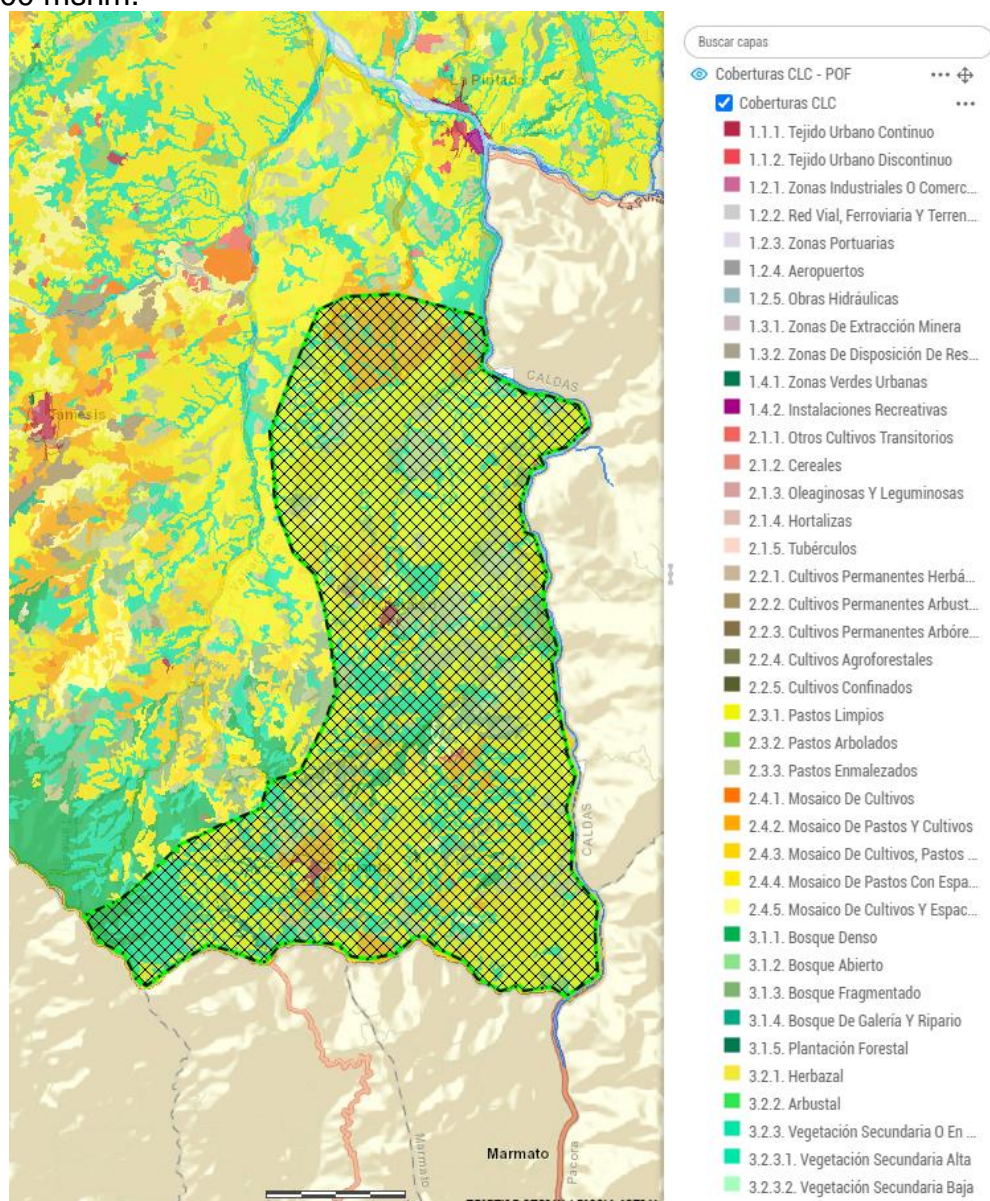 Buscar capas
Coberturas CLC - POF
Coberturas CLC
1.1.1. Tejido Urbano Continuo
1.1.2. Tejido Urbano Discontinuo
1.2.1. Zonas Industriales O Comerc...
1.2.2. Red Vial, Ferroviaria Y Terren...
1.2.3. Zonas Portuarias
1.2.4. Aeropuertos
1.2.5. Obras Hidráulicas
1.3.1. Zonas De Extracción Minera
1.3.2. Zonas De Disposición De Res...
1.4.1. Zonas Verdes Urbanas
1.4.2. Instalaciones Recreativas
2.1.1. Otros Cultivos Transitorios
2.1.2. Cereales
2.1.3. Oleaginosas Y Leguminosas
2.1.4. Hortalizas
2.1.5. Tubérculos
2.2.1. Cultivos Permanentes Herbá...
2.2.2. Cultivos Permanentes Arbust...
2.2.3. Cultivos Permanentes Arbóre...
2.2.4. Cultivos Agroforestales
2.2.5. Cultivos Confinados
2.3.1. Pastos Limpios
2.3.2. Pastos Arbolados
2.3.3. Pastos Enmalezados
2.4.1. Mosaico De Cultivos
2.4.2. Mosaico De Pastos Y Cultivos
2.4.3. Mosaico De Cultivos, Pastos ...
2.4.4. Mosaico De Pastos Con Espa...
2.4.5. Mosaico De Cultivos Y Espac...
3.1.1. Bosque Denso
3.1.2. Bosque Abierto
3.1.3. Bosque Fragmentado
3.1.4. Bosque De Galería Y Ripario
3.1.5. Plantación Forestal
3.2.1. Herbazal
3.2.2. Arbustal
3.2.3. Vegetación Secundaria O En ...
3.2.3.1. Vegetación Secundaria Alta
3.2.3.2. Vegetación Secundaria Baja
La Pintada
CALDAS
Támesis
CALDAS
Marmato
Marmato
Pacora